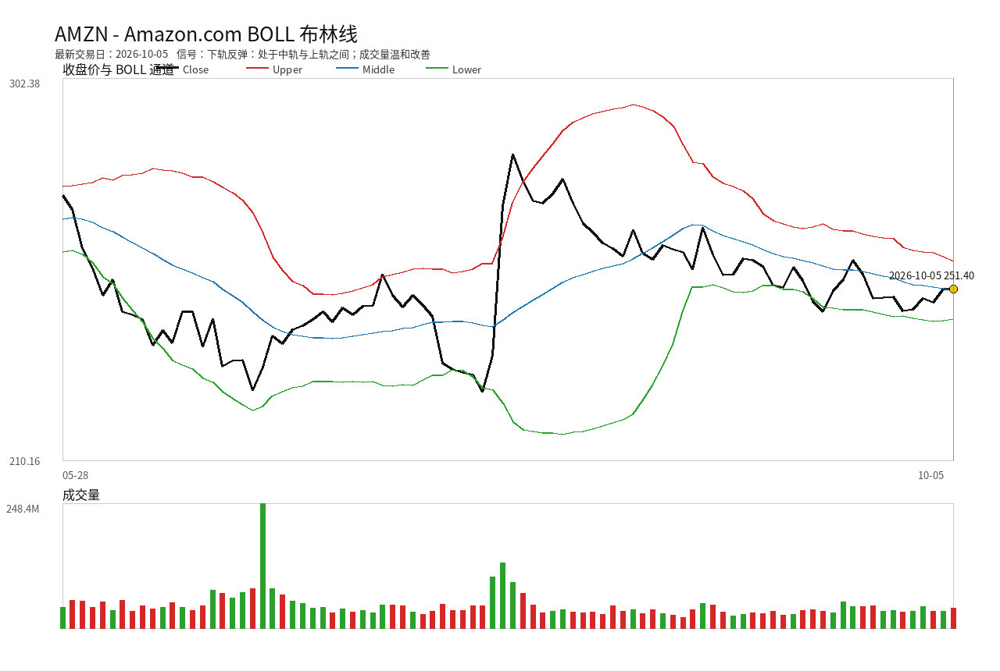 AMZN - Amazon.com BOLL 布林线
最新交易日：2026-10-05 信号：下轨反弹：处于中轨与上轨之间；成交量温和改善
收盘价与 BOLL 通道 Close Upper Middle Lower
302.38
2026-10-05 251.40
210.16
05-28 10-05
成交量
248.4M